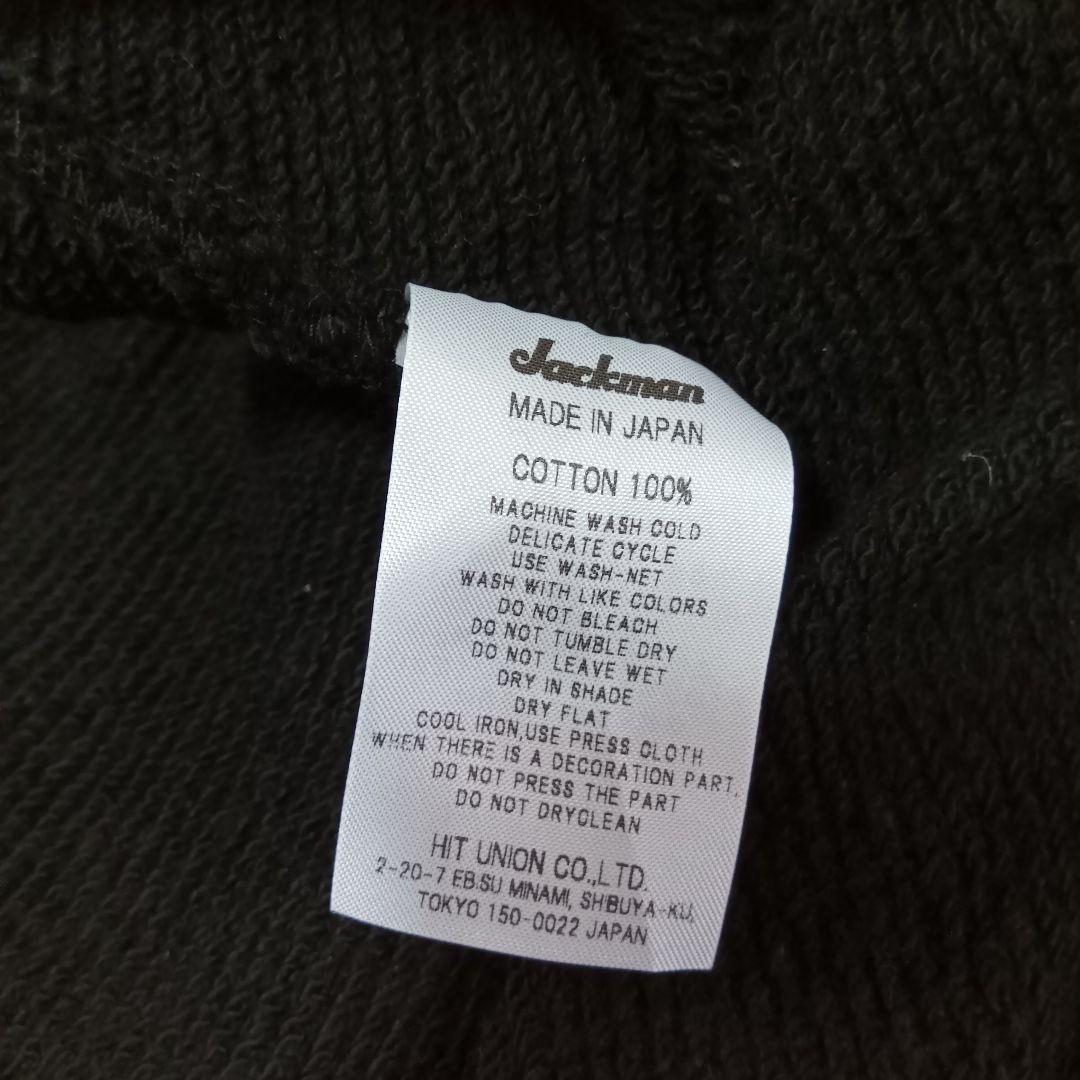 Jackman
MADE IN JAPAN
COTTON 100%
MACHINE WASH COLD
DELICATE CYCLE
USE WASH-NET
WASH WITH LIKE COLORS
DO NOT BLEACH
DO NOT TUMBLE DRY
DO NOT LEAVE WET
DRY IN SHADE
DRY FLAT
COOL IRON,USE PRESS CLOTH
WHEN THERE IS A DECORATION PART,
DO NOT PRESS THE PART
DO NOT DRYCLEAN
HIT UNION CO.,LTD.
2-20-7 EBISU MINAMI, SHIBUYA-KU,
TOKYO 150-0022 JAPAN